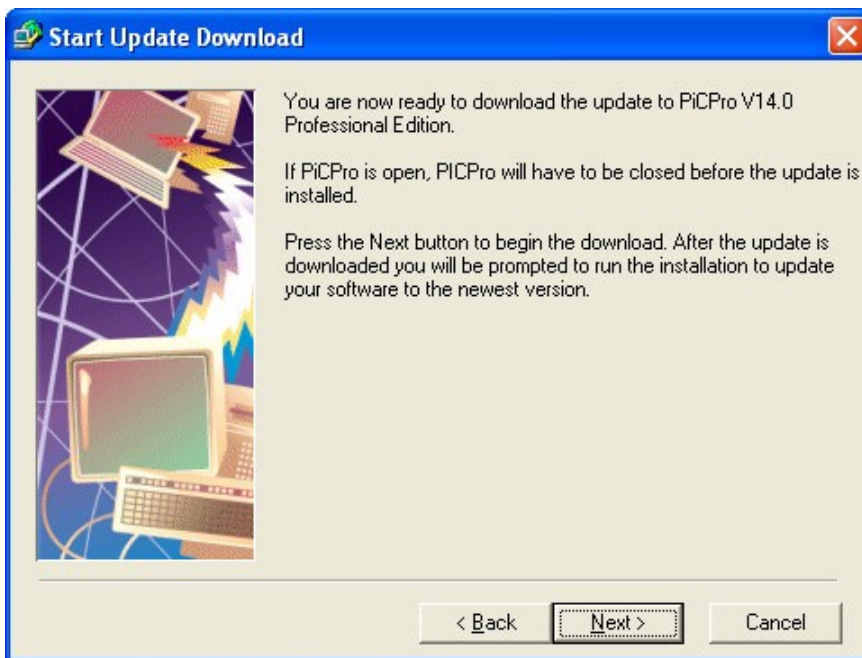 Start Update Download
You are now ready to download the update to PiCPro V14.0
Professional Edition.
If PiCPro is open, PICPro will have to be closed before the update is
installed.
Press the Next button to begin the download. After the update is
downloaded you will be prompted to run the installation to update
your software to the newest version.
< Back
Next >
Cancel